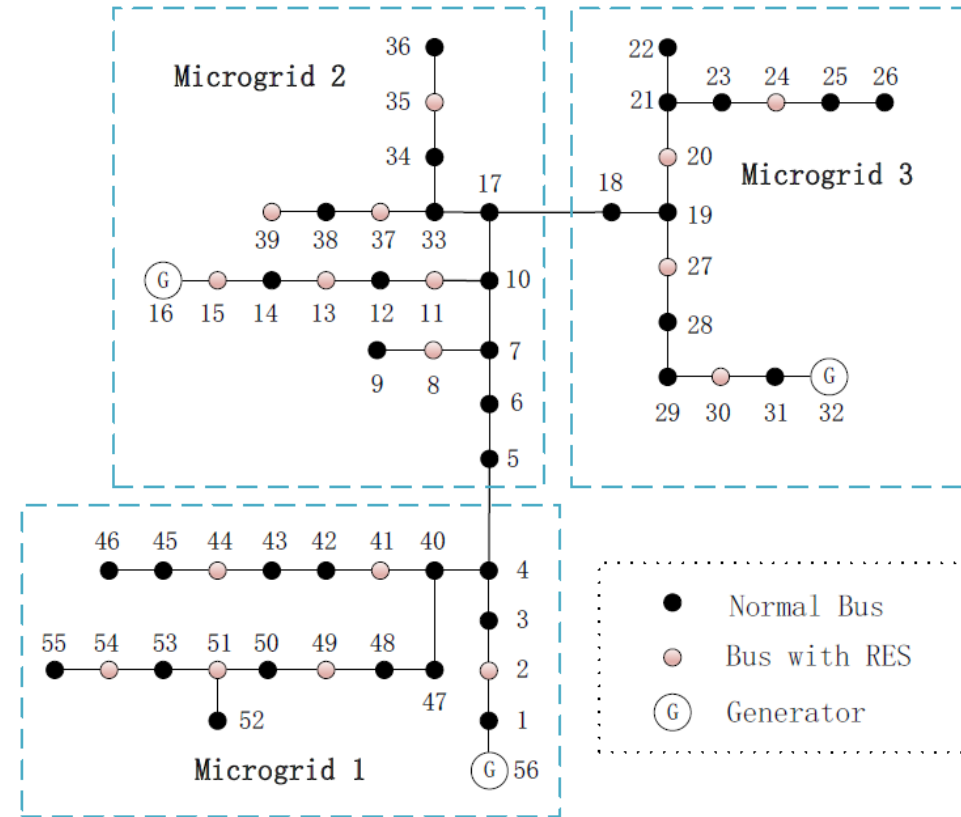 36
22
23 24 25 26
Microgrid 2
35
21
34
20
Microgrid 3
17
18
19
39 38 37 33
27
G
10
16 15 14 13 12 11
28
7
9 8
G
6
29 30 31 32
5
46 45 44 43 42 41 40
4
Normal Bus
3
55 54 53 51 50 49 48
2
Bus with RES
47
52
1
G
Generator
Microgrid 1
G
56